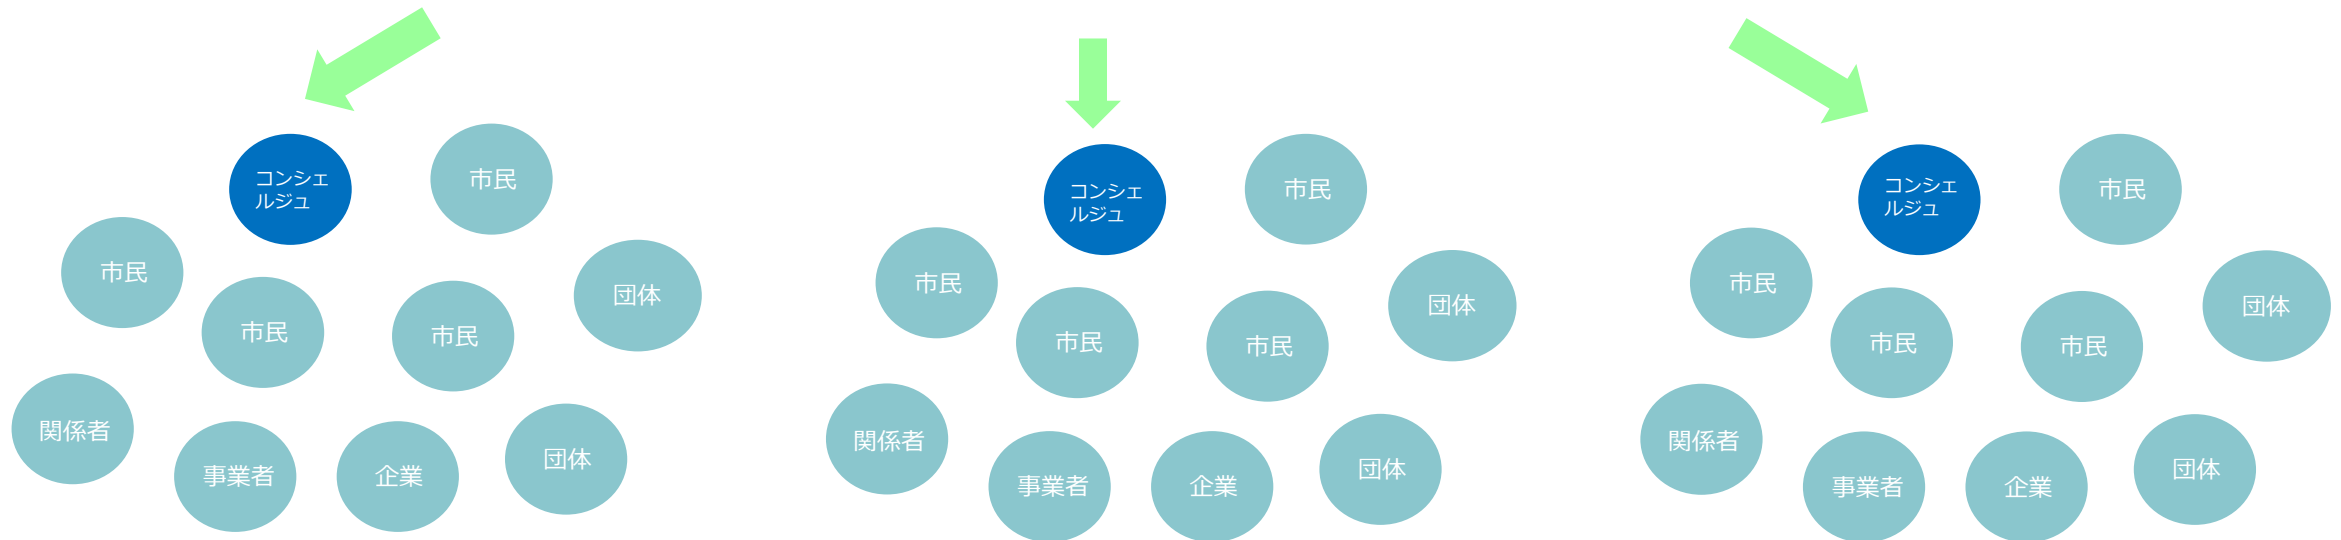 コンシェ
ルジュ
市民
市民
市民
市民
団体
関係者
事業者
企業
団体
コンシェ
ルジュ
市民
市民
市民
市民
団体
関係者
事業者
企業
団体
コンシェ
ルジュ
市民
市民
市民
市民
団体
関係者
事業者
企業
団体